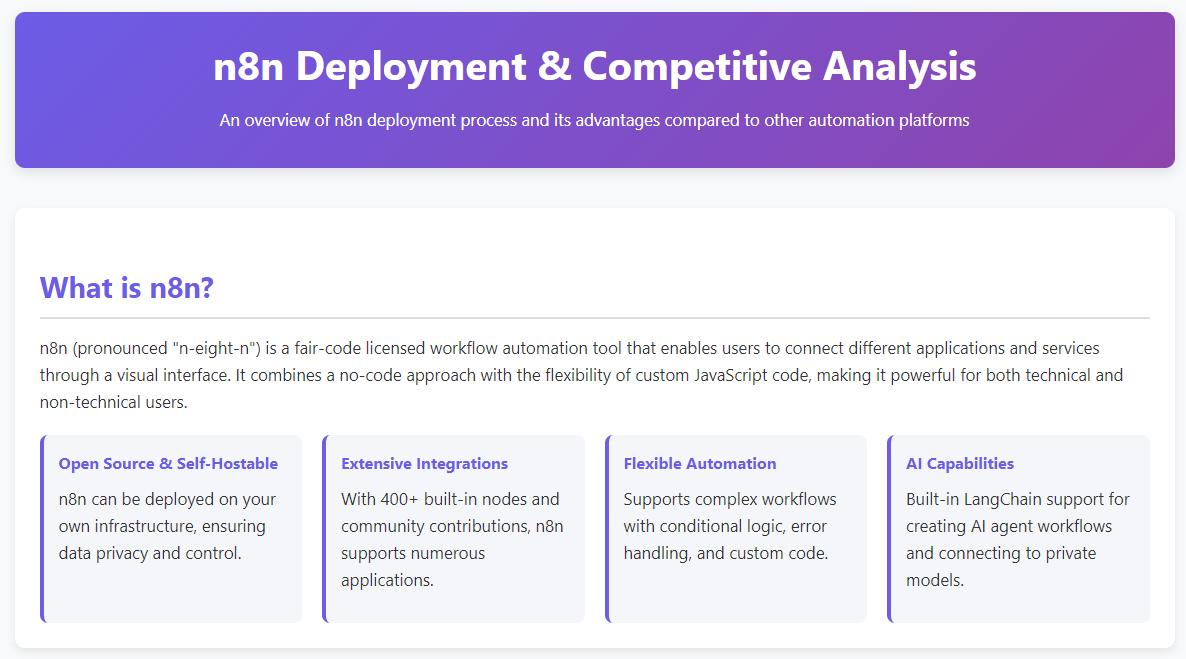 n8n Deployment & Competitive Analysis
An overview of n8n deployment process and its advantages compared to other automation platforms
What is n8n?
n8n (pronounced "n-eight-n") is a fair-code licensed workflow automation tool that enables users to connect different applications and services
through a visual interface. It combines a no-code approach with the flexibility of custom JavaScript code, making it powerful for both technical and
non-technical users.
Open Source & Self-Hostable
n8n can be deployed on your
own infrastructure, ensuring
data privacy and control.
Extensive Integrations
With 400+ built-in nodes and
community contributions, n8n
supports numerous
applications.
Flexible Automation
Supports complex workflows
with conditional logic, error
handling, and custom code.
AI Capabilities
Built-in LangChain support for
creating AI agent workflows
and connecting to private
models.